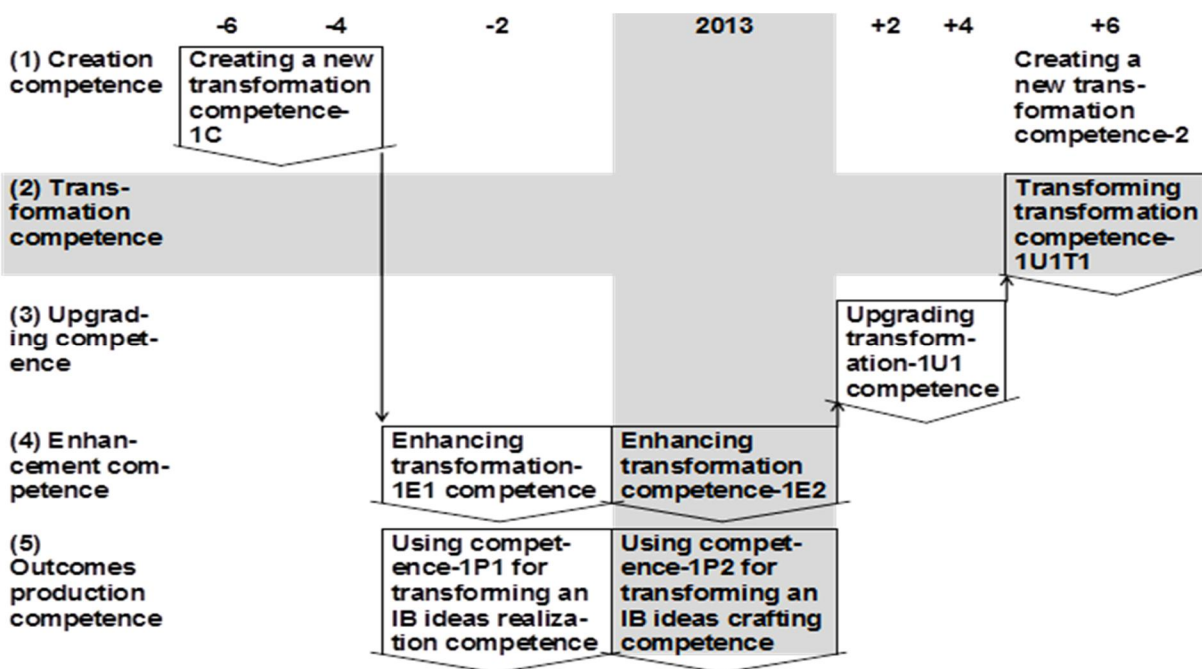 -6 -4 -2 2013 +2 +4 +6
(1) Creation
competence
Creating a new
transformation
competence-
1C
Creating a
new trans-
formation
competence-2
(2) Trans-
formation
competence
Transforming
transformation
competence-
1U1T1
(3) Upgrad-
ing compet-
ence
Upgrading
transform-
ation-1U1
competence
(4) Enhan-
cement com-
petence
Enhancing
transformation-
1E1 competence
Enhancing
transformation
competence-1E2
(5)
Outcomes
production
competence
Using compet-
ence-1P1 for
transforming an
IB ideas realiza-
tion competence
Using compet-
ence-1P2 for
transforming an
IB ideas crafting
competence